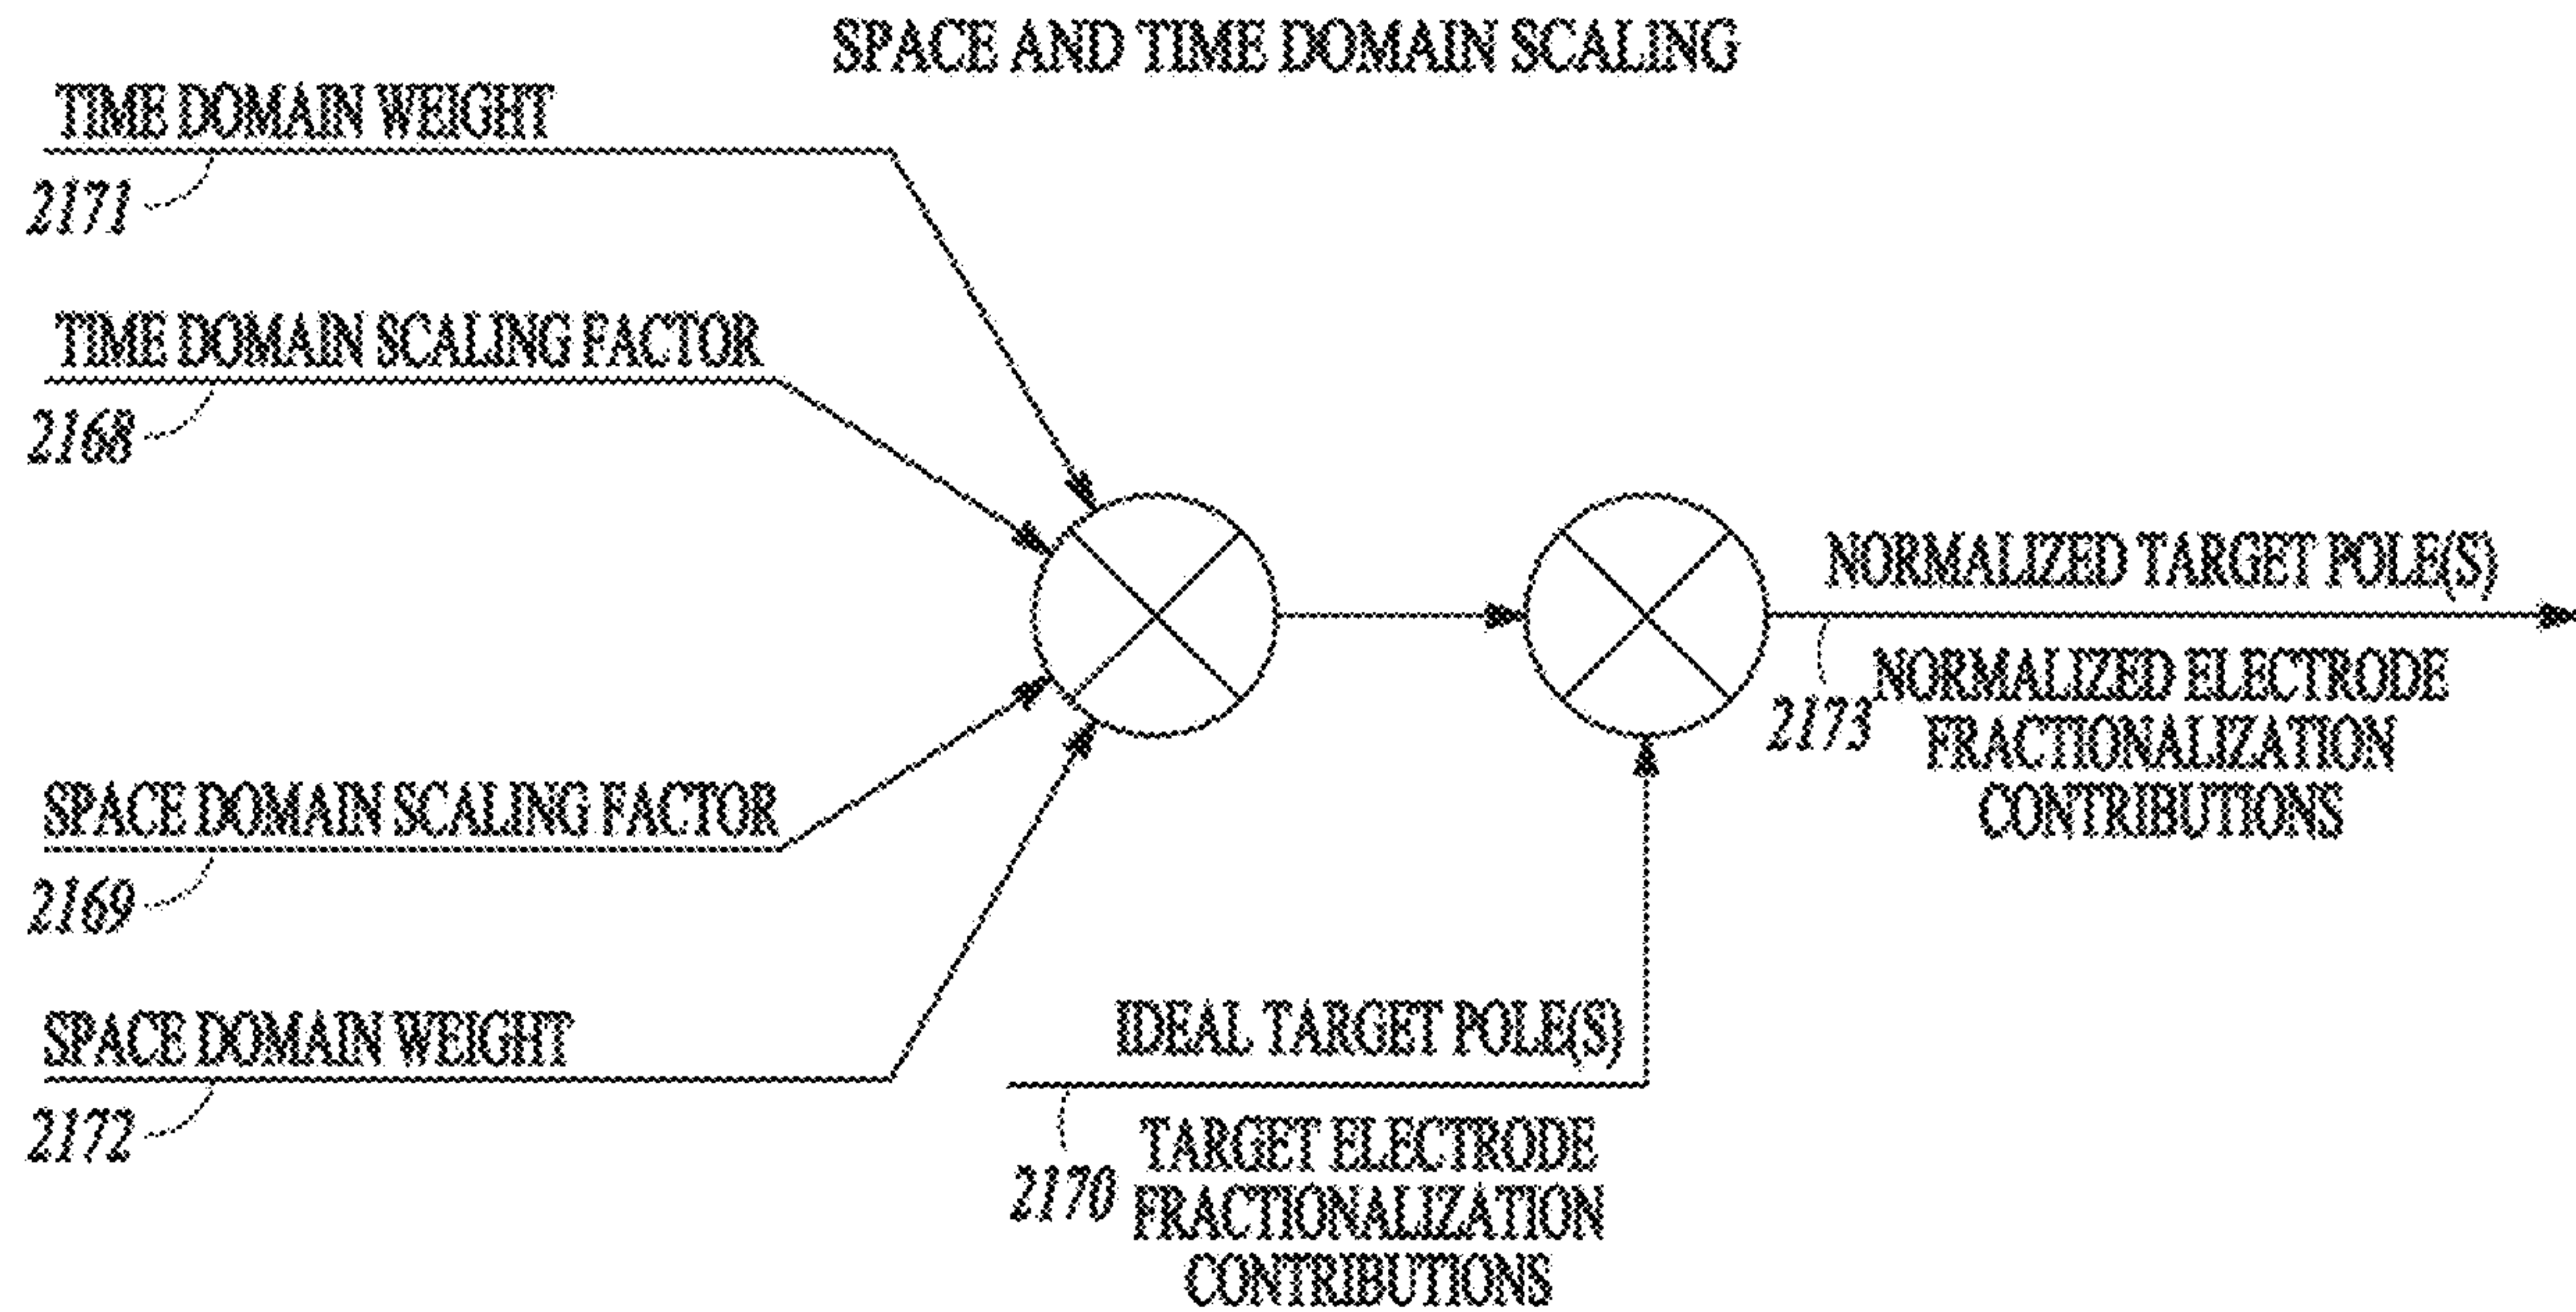 SPACE AND TIME DOMAIN SCALING
TIME DOMAIN WEIGHT
2171
TIME DOMAIN SCALING FACTOR
2168
NORMALIZED TARGET POLE(S)
2173
NORMALIZED ELECTRODE
FRACTIONALIZATION
CONTRIBUTIONS
SPACE DOMAIN SCALING FACTOR
2169
SPACE DOMAIN WEIGHT
2172
IDEAL TARGET POLE(S)
2170
TARGET ELECTRODE
FRACTIONALIZATION
CONTRIBUTIONS